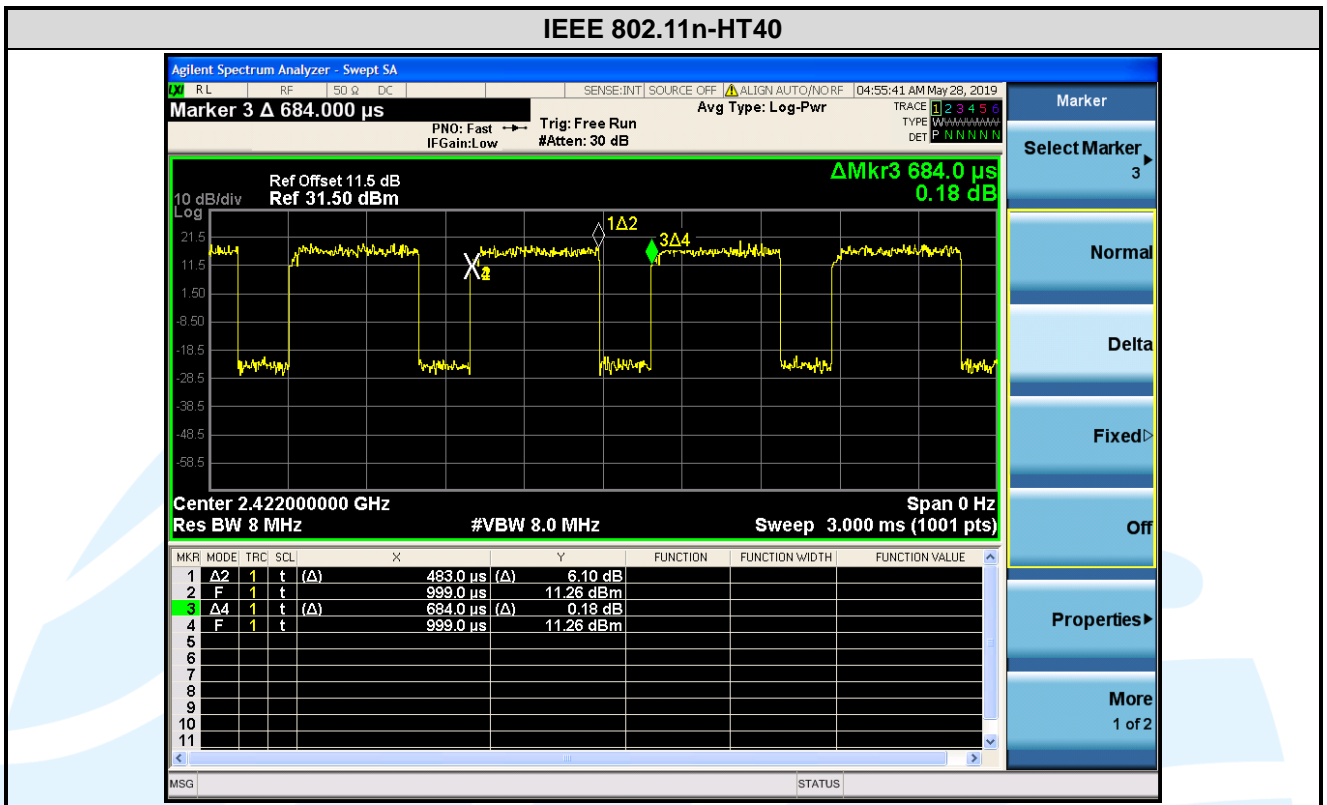 IEEE 802.11n-HT40
Agilent Spectrum Analyzer - Swept SA
LXI RL RF 50 Ω DC SENSE:INT SOURCE OFF ALIGN AUTO/NO RF 04:55:41 AM May 28, 2019
Marker 3 Δ 684.000 µs
PNO: Fast
IFGain:Low
Trig: Free Run
#Atten: 30 dB
Avg Type: Log-Pwr
TRACE 1 2 3 4 5 6
TYPE WWWWWW
DET P N N N N N
ΔMkr3 684.0 µs
0.18 dB
Ref Offset 11.5 dB
10 dB/div Ref 31.50 dBm
Log
21.5
11.5
1.50
-8.50
-18.5
-28.5
-38.5
-48.5
-58.5
1Δ2
3Δ4
Center 2.422000000 GHz Span 0 Hz
Res BW 8 MHz #VBW 8.0 MHz Sweep 3.000 ms (1001 pts)
MKR MODE TRC SCL X Y FUNCTION FUNCTION WIDTH FUNCTION VALUE
1 Δ2 1 t (Δ) 483.0 µs (Δ) 6.10 dB
2 F 1 t 999.0 µs 11.26 dBm
3 Δ4 1 t (Δ) 684.0 µs (Δ) 0.18 dB
4 F 1 t 999.0 µs 11.26 dBm
5
6
7
8
9
10
11
MSG STATUS
Marker
Select Marker
3
Normal
Delta
Fixed
Off
Properties
More
1 of 2